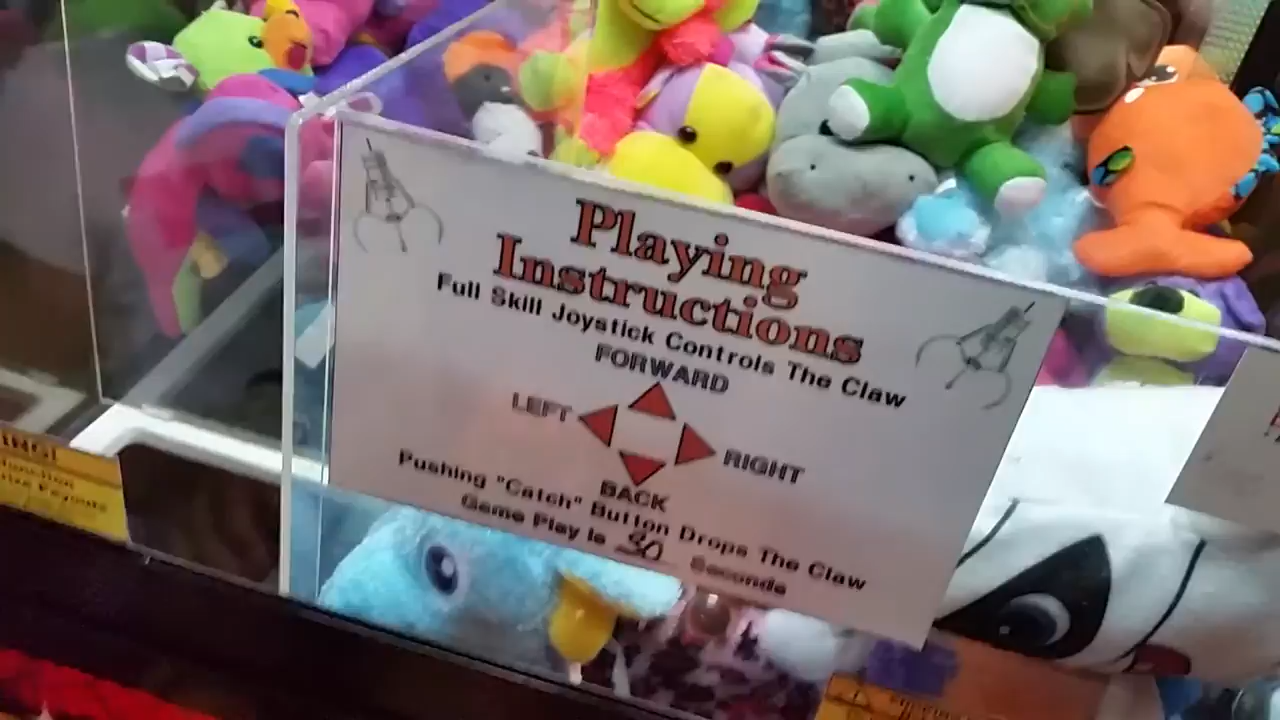 Playing
Instructions
Full Skill Joystick Controls The Claw
FORWARD
LEFT
RIGHT
BACK
Pushing "Catch" Button Drops The Claw
Game Play Is 30 Seconds